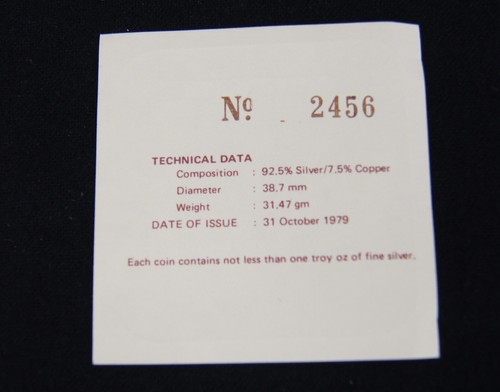 Nº 2456
TECHNICAL DATA
Composition : 92.5% Silver/7.5% Copper
Diameter : 38.7 mm
Weight : 31.47 gm
DATE OF ISSUE : 31 October 1979
Each coin contains not less than one troy oz of fine silver.